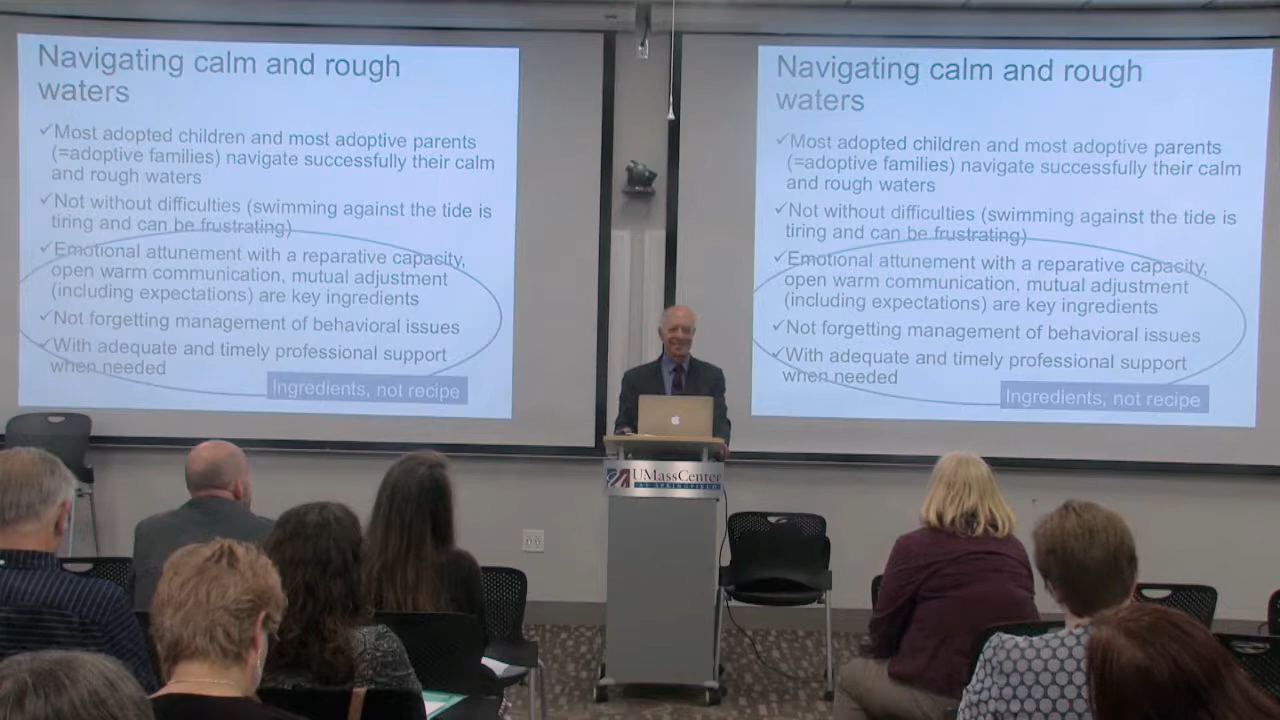 Navigating calm and rough
waters
✓Most adopted children and most adoptive parents
(=adoptive families) navigate successfully their calm
and rough waters
✓Not without difficulties (swimming against the tide is
tiring and can be frustrating)
✓Emotional attunement with a reparative capacity,
open warm communication, mutual adjustment
(including expectations) are key ingredients
✓Not forgetting management of behavioral issues
✓With adequate and timely professional support
when needed
Ingredients, not recipe
Navigating calm and rough
waters
✓Most adopted children and most adoptive parents
(=adoptive families) navigate successfully their calm
and rough waters
✓Not without difficulties (swimming against the tide is
tiring and can be frustrating)
✓Emotional attunement with a reparative capacity,
open warm communication, mutual adjustment
(including expectations) are key ingredients
✓Not forgetting management of behavioral issues
✓With adequate and timely professional support
when needed
Ingredients, not recipe
UMassCenter
AT SPRINGFIELD